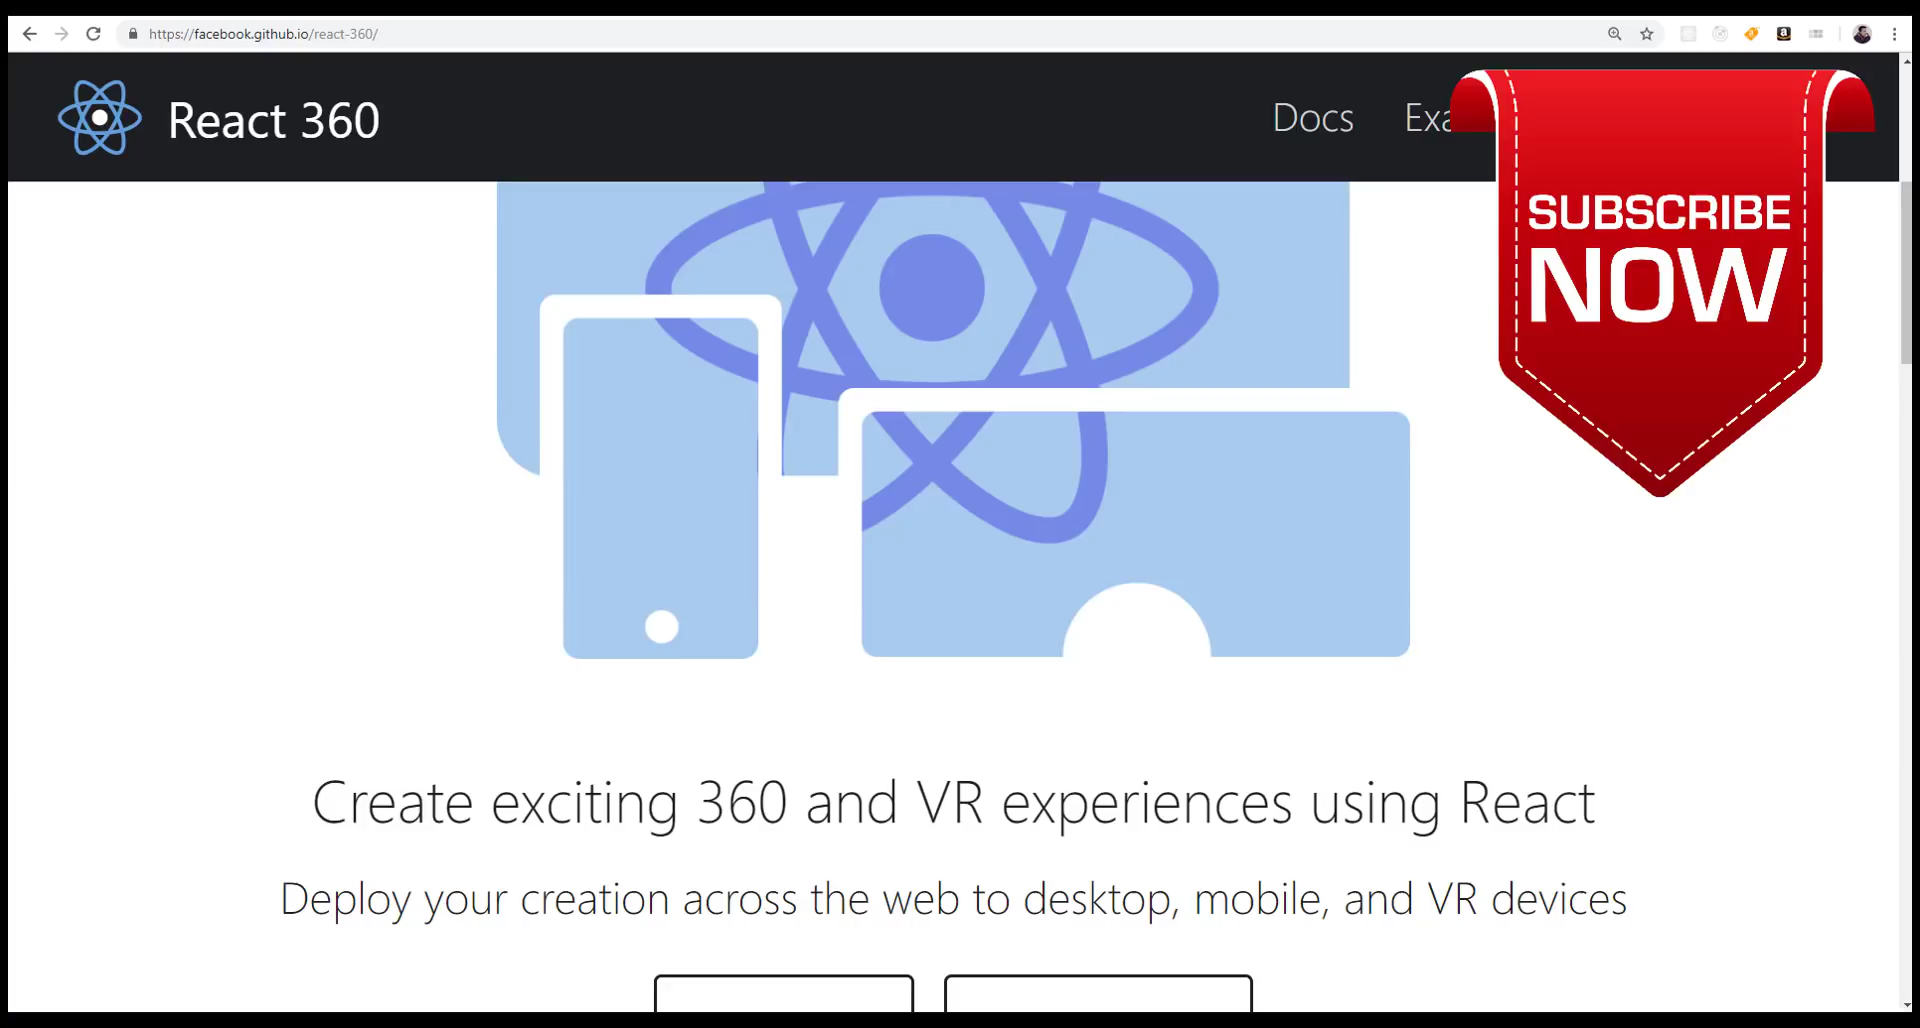 https://facebook.github.io/react-360/
React 360
Docs
Exa
SUBSCRIBE
NOW
Create exciting 360 and VR experiences using React
Deploy your creation across the web to desktop, mobile, and VR devices